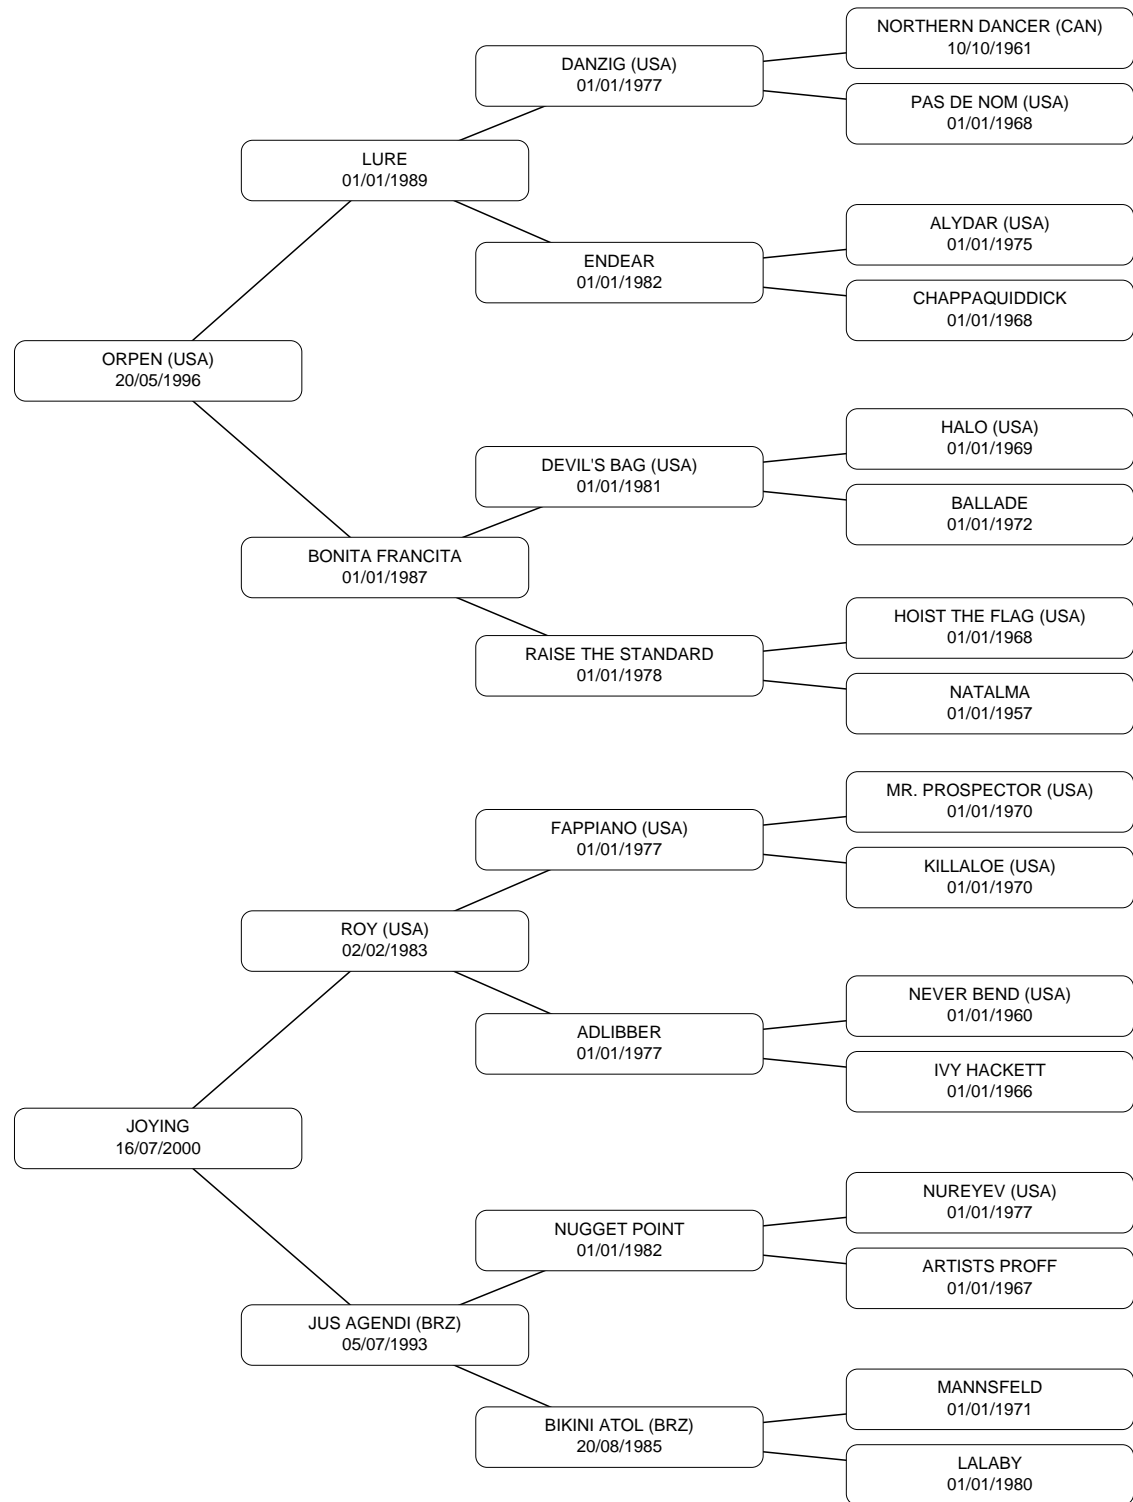 NORTHERN DANCER (CAN)
10/10/1961
DANZIG (USA)
01/01/1977
PAS DE NOM (USA)
01/01/1968
LURE
01/01/1989
ALYDAR (USA)
01/01/1975
ENDEAR
01/01/1982
CHAPPAQUIDDICK
01/01/1968
ORPEN (USA)
20/05/1996
HALO (USA)
01/01/1969
DEVIL'S BAG (USA)
01/01/1981
BALLADE
01/01/1972
BONITA FRANCITA
01/01/1987
HOIST THE FLAG (USA)
01/01/1968
RAISE THE STANDARD
01/01/1978
NATALMA
01/01/1957
MR. PROSPECTOR (USA)
01/01/1970
FAPPIANO (USA)
01/01/1977
KILLALOE (USA)
01/01/1970
ROY (USA)
02/02/1983
NEVER BEND (USA)
01/01/1960
ADLIBBER
01/01/1977
IVY HACKETT
01/01/1966
JOYING
16/07/2000
NUREYEV (USA)
01/01/1977
NUGGET POINT
01/01/1982
ARTISTS PROFF
01/01/1967
JUS AGENDI (BRZ)
05/07/1993
MANNSFELD
01/01/1971
BIKINI ATOL (BRZ)
20/08/1985
LALABY
01/01/1980